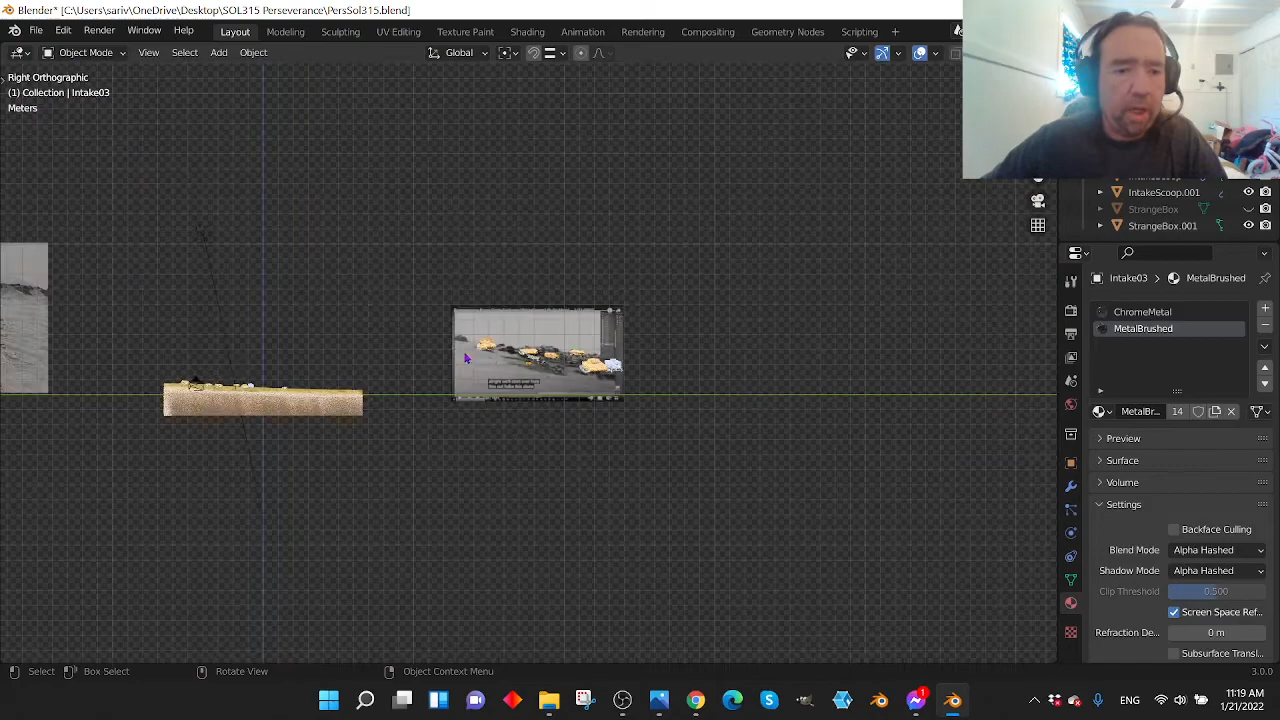 Blender* [C:\Users\sariv\OneDrive\Desktop\SOL315 Perseverance\PersSol315.blend]
File Edit Render Window Help Layout Modeling Sculpting UV Editing Texture Paint Shading Animation Rendering Compositing Geometry Nodes Scripting +
Object Mode View Select Add Object Global
Right Orthographic
(1) Collection | Intake03
Meters
IntakeScoop.001
StrangeBox
StrangeBox.001
Intake03 MetalBrushed
ChromeMetal
MetalBrushed
MetalBr... 14
Preview
Surface
Volume
Settings
Backface Culling
Blend Mode Alpha Hashed
Shadow Mode Alpha Hashed
Clip Threshold 0.500
Screen Space Ref...
Refraction De... 0 m
Subsurface Transl...
Select Box Select Rotate View Object Context Menu 3.0.0
1
ENG
11:19 AM
1/21/2022